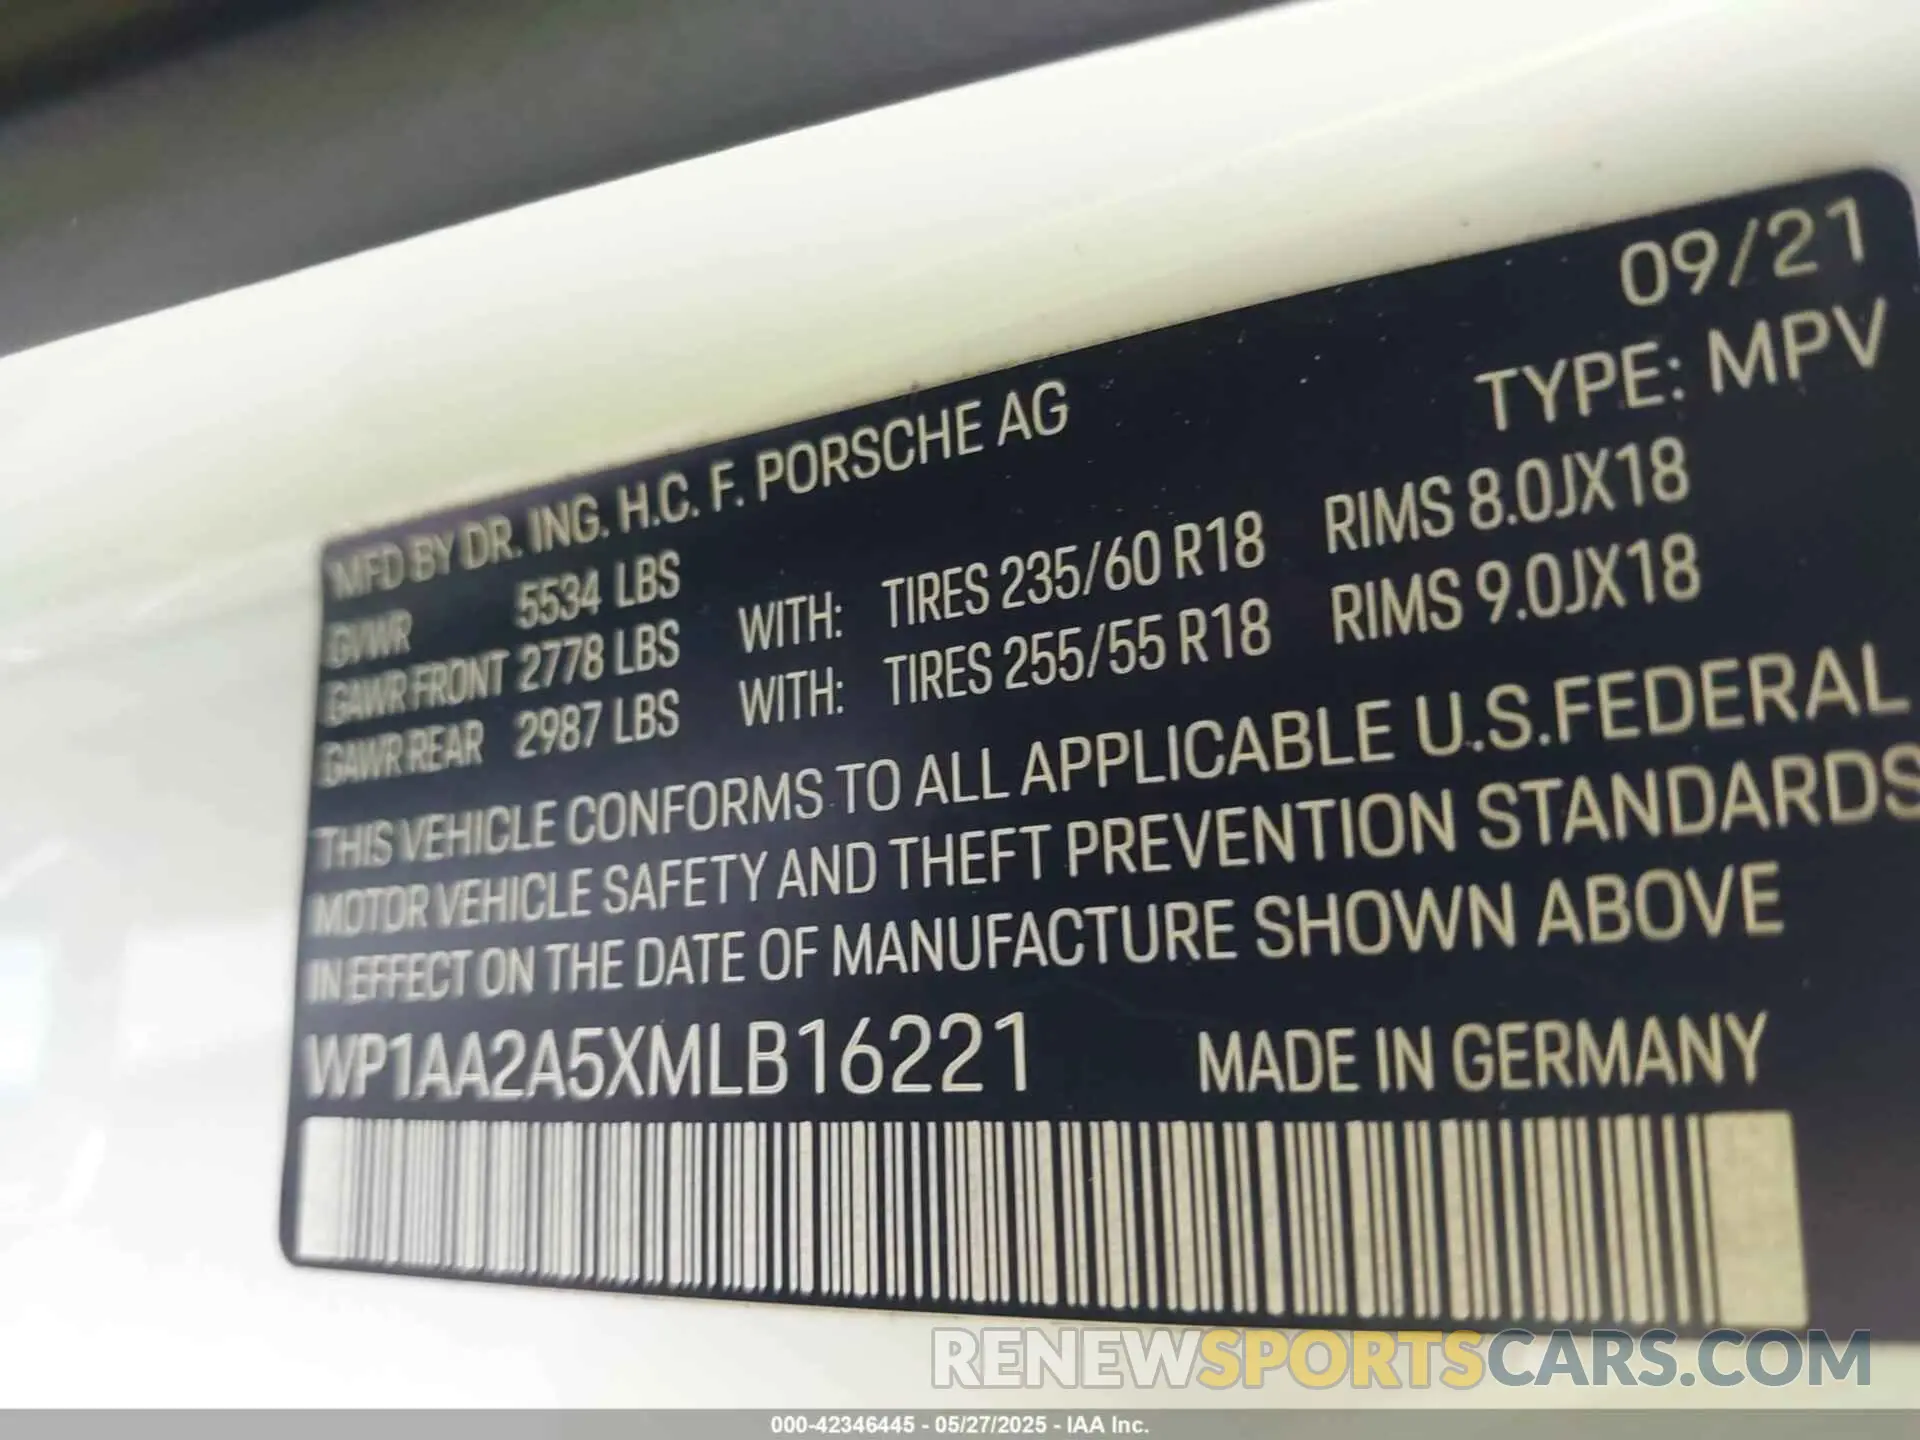 09/21
MFD BY DR. ING. H.C. F. PORSCHE AG TYPE: MPV
GVWR 5534 LBS
GAWR FRONT 2778 LBS WITH: TIRES 235/60 R18 RIMS 8.0JX18
GAWR REAR 2987 LBS WITH: TIRES 255/55 R18 RIMS 9.0JX18
THIS VEHICLE CONFORMS TO ALL APPLICABLE U.S.FEDERAL
MOTOR VEHICLE SAFETY AND THEFT PREVENTION STANDARDS
IN EFFECT ON THE DATE OF MANUFACTURE SHOWN ABOVE
WP1AA2A5XMLB16221 MADE IN GERMANY
RENEWSPORTSCARS.COM
000-42346445 - 05/27/2025 - IAA Inc.